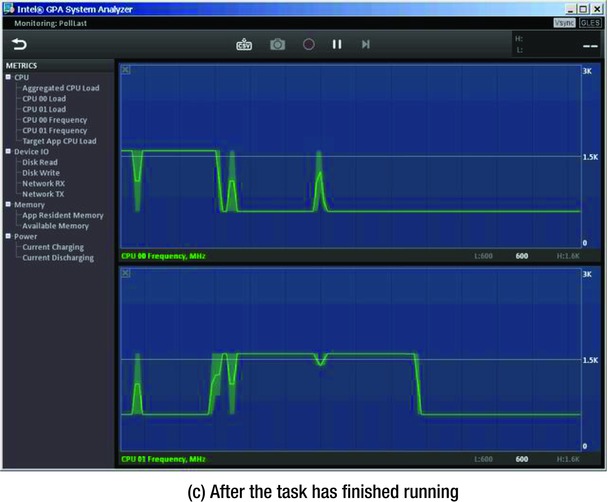 Intel® GPA System Analyzer
Monitoring: PollLast
Vsync GLES
CSV
H:
L:
--
METRICS
CPU
Aggregated CPU Load
CPU 00 Load
CPU 01 Load
CPU 00 Frequency
CPU 01 Frequency
Target App CPU Load
Device IO
Disk Read
Disk Write
Network RX
Network TX
Memory
App Resident Memory
Available Memory
Power
Current Charging
Current Discharging
3K
1.5K
0
CPU 00 Frequency, MHz L:600 600 H:1.6K
3K
1.5K
0
CPU 01 Frequency, MHz L:600 600 H:1.6K
(c) After the task has finished running